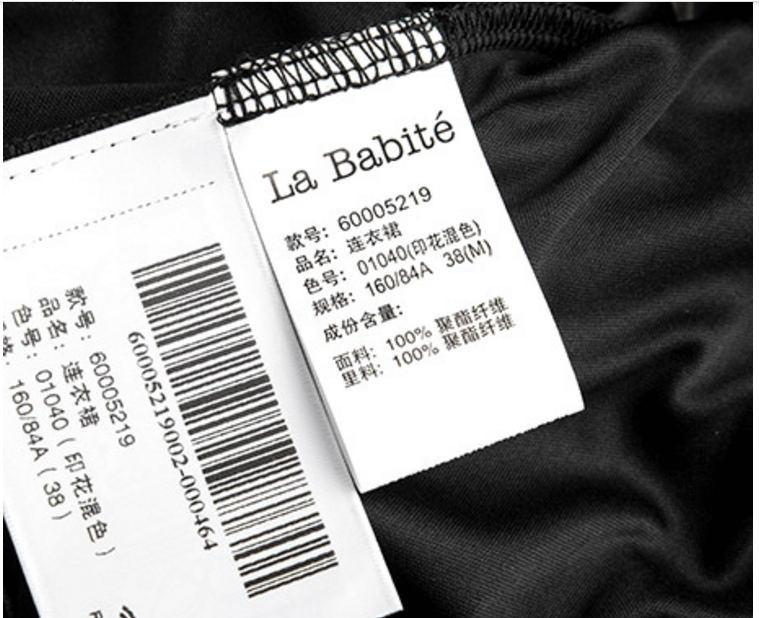 La Babité
款号: 60005219
品名: 连衣裙
色号: 01040(印花混色)
规格: 160/84A 38(M)
成份含量:
面料: 100% 聚酯纤维
里料: 100% 聚酯纤维
60005219002-000464
款号: 60005219
品名: 连衣裙
色号: 01040(印花混色)
160/84A(38)